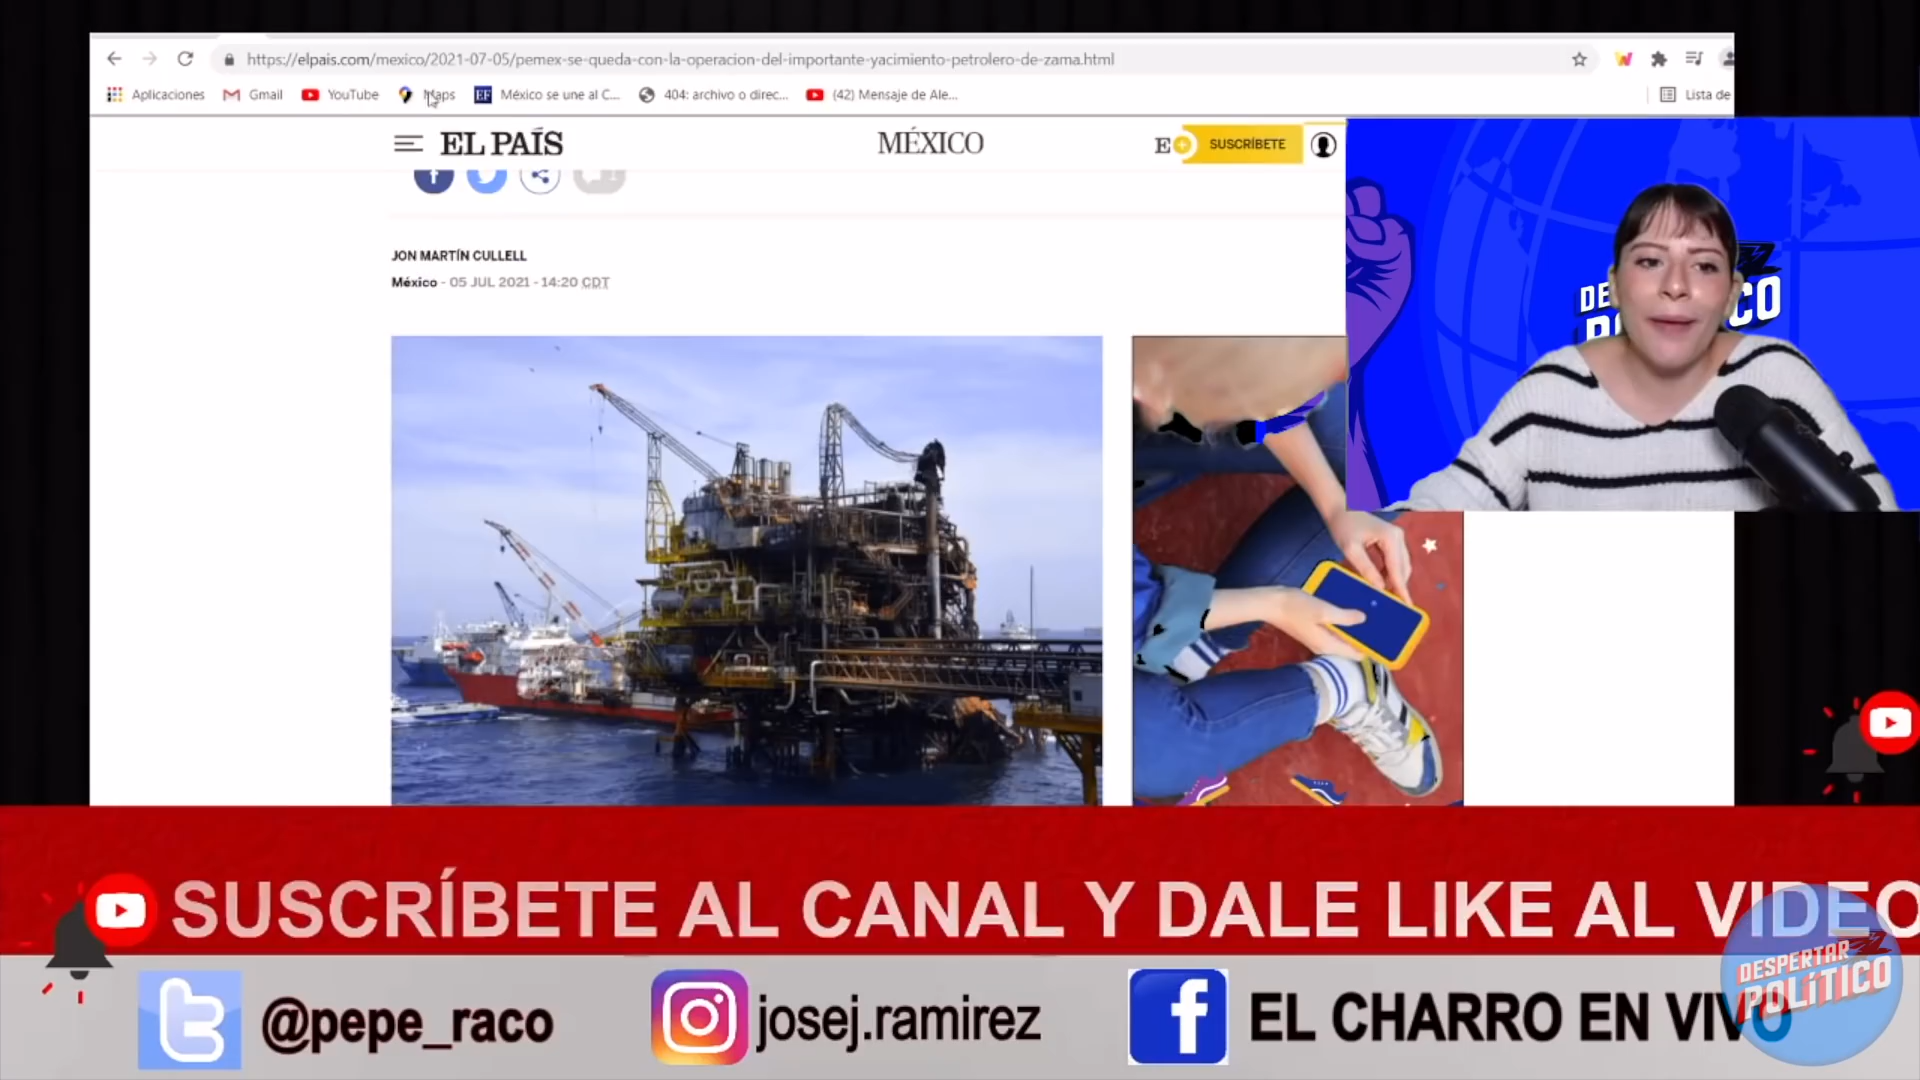 https://elpais.com/mexico/2021-07-05/pemex-se-queda-con-la-operacion-del-importante-yacimiento-petrolero-de-zama.html
Aplicaciones Gmail YouTube Maps EF México se une al C... 404: archivo o direc... (42) Mensaje de Ale... Lista de
EL PAÍS MÉXICO E+ SUSCRÍBETE
JON MARTÍN CULLELL
México - 05 JUL 2021 - 14:20 CDT
SUSCRÍBETE AL CANAL Y DALE LIKE AL VIDEO
DESPERTAR
POLÍTICO
@pepe_raco josej.ramirez EL CHARRO EN VIVO